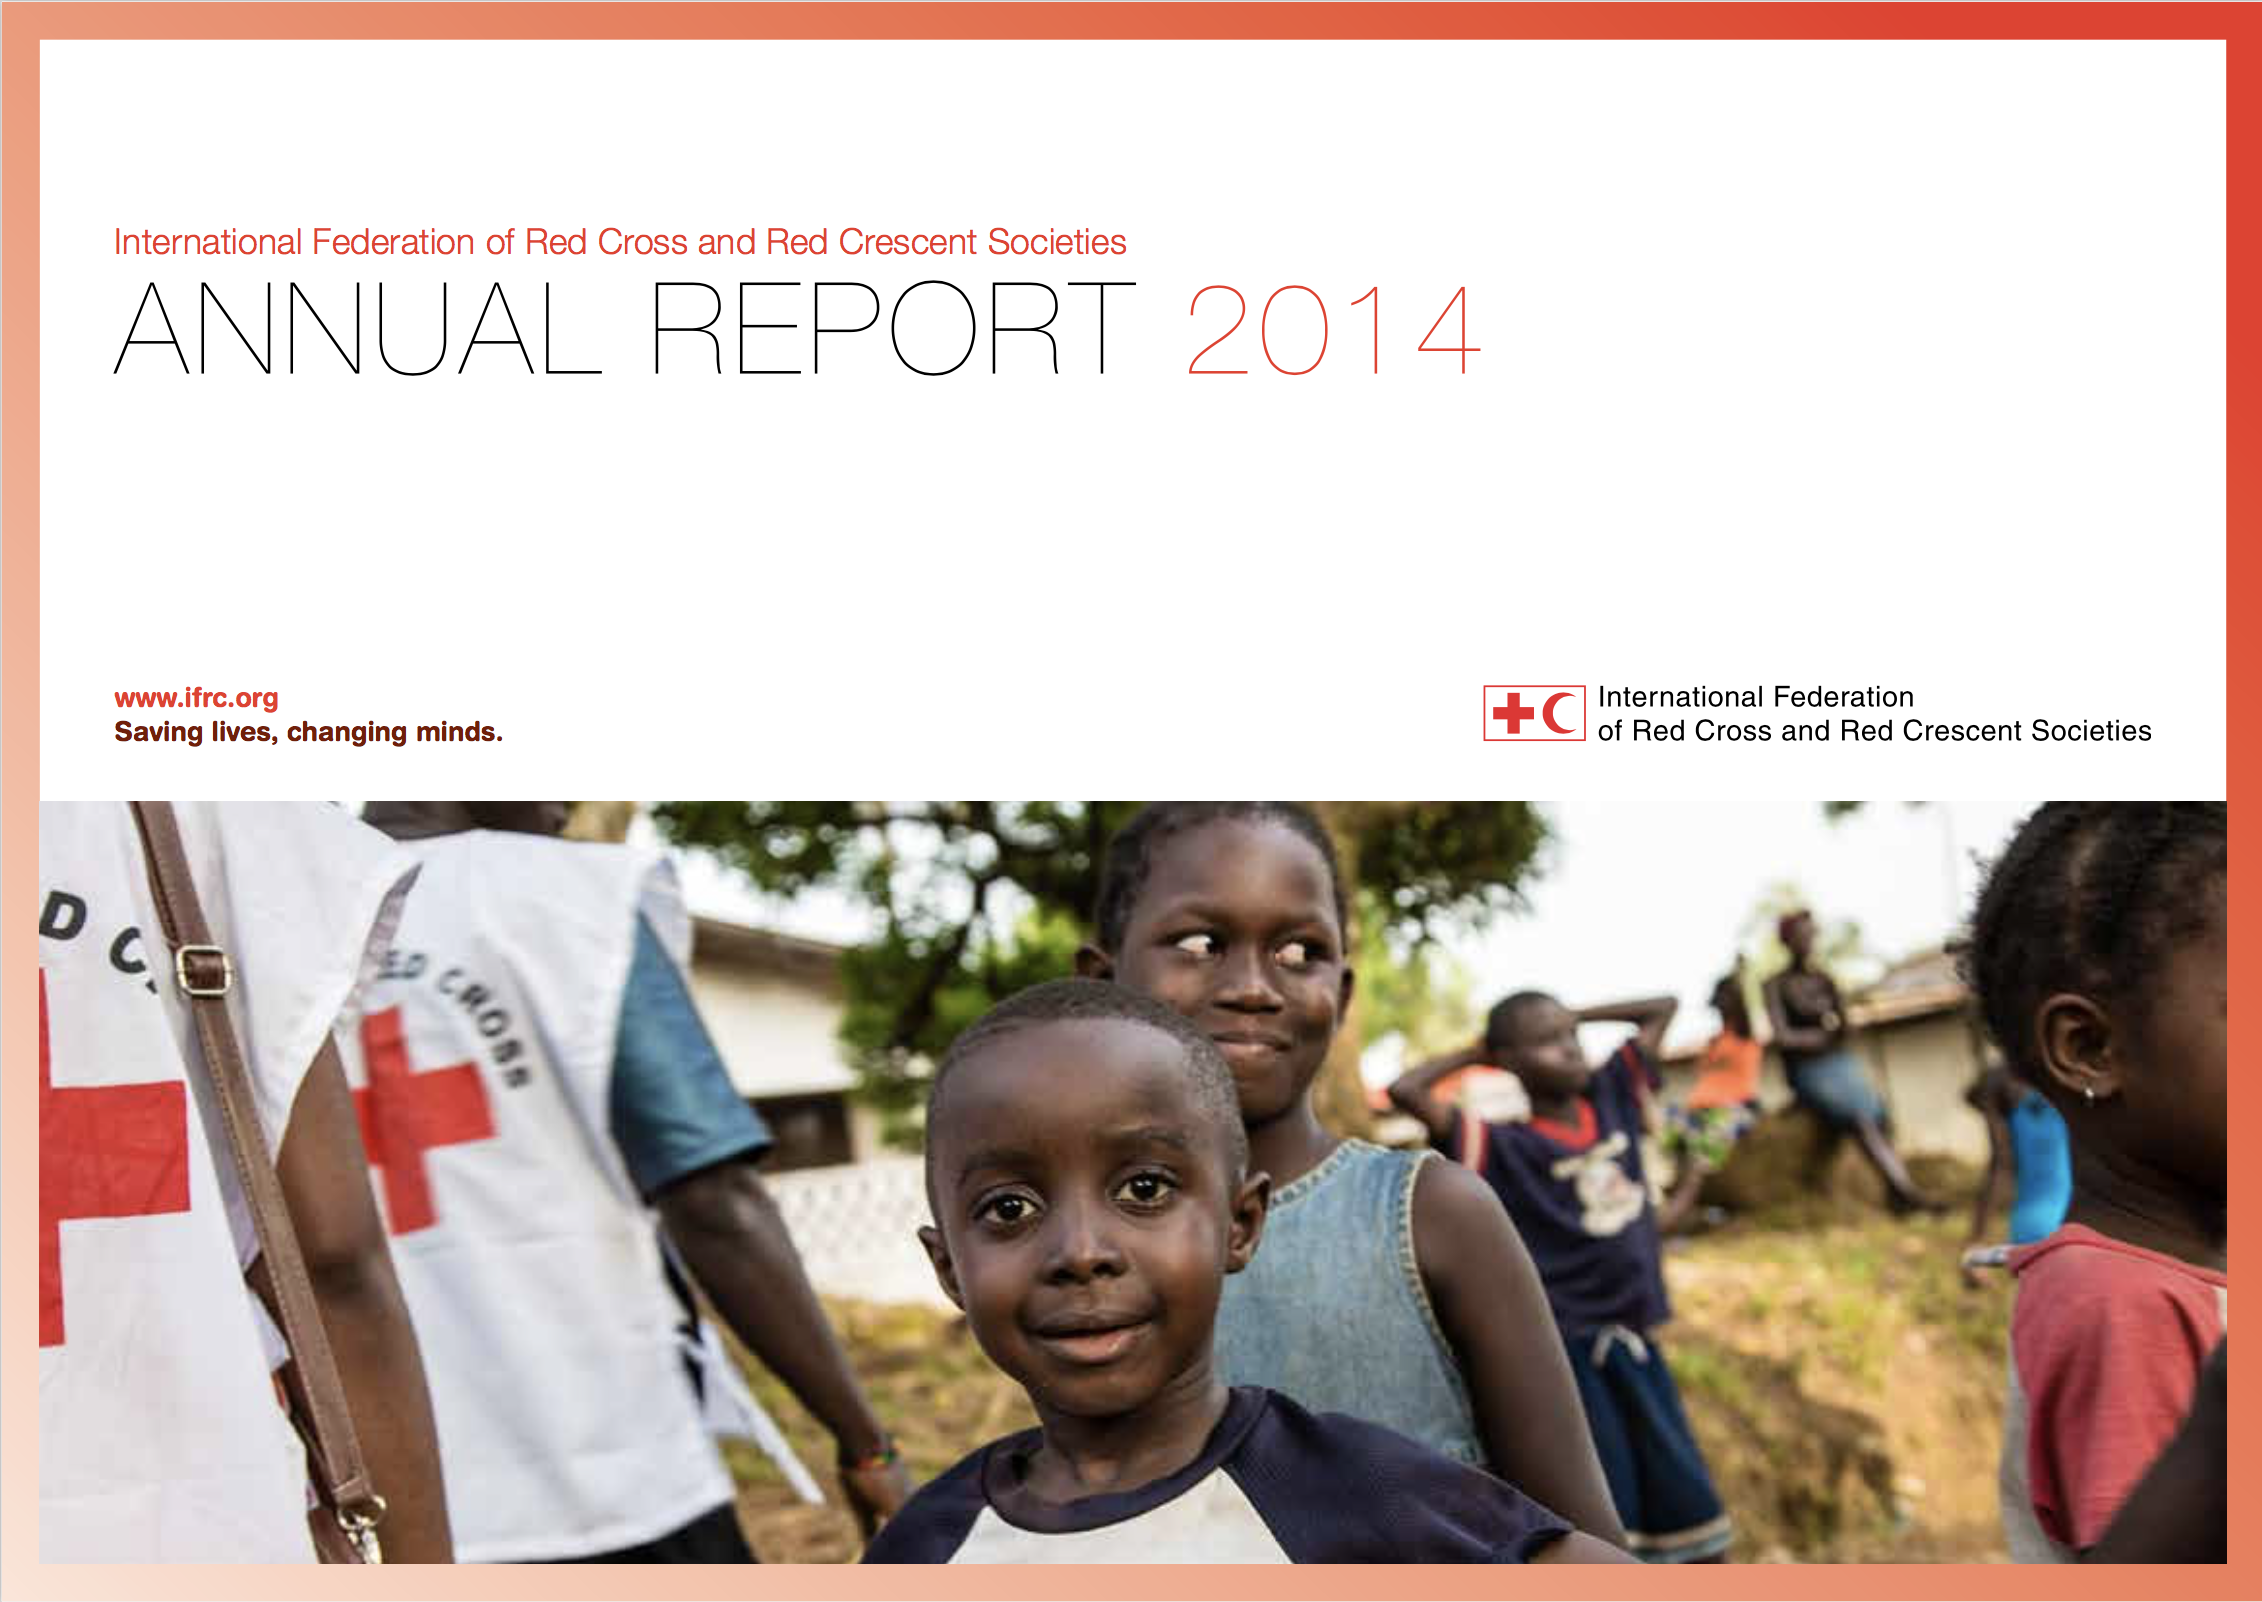 International Federation of Red Cross and Red Crescent Societies
ANNUAL REPORT 2014
www.ifrc.org
Saving lives, changing minds.
International Federation
of Red Cross and Red Crescent Societies
D C
ED CROSS